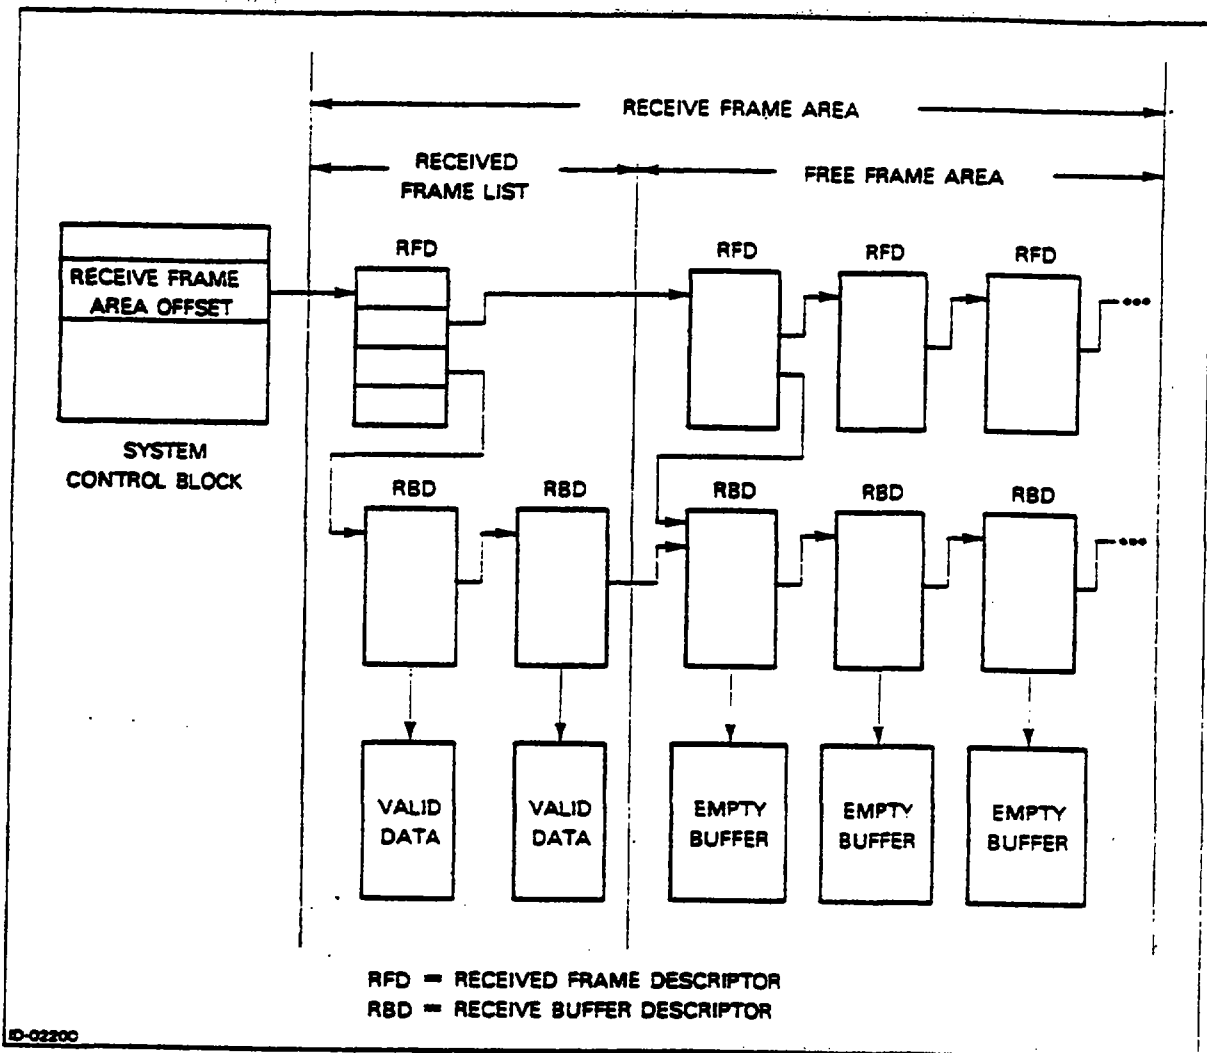 RECEIVE FRAME AREA
RECEIVED
FRAME LIST
FREE FRAME AREA
RFD
RFD
RFD
RFD
RECEIVE FRAME
AREA OFFSET
SYSTEM
CONTROL BLOCK
RBD
RBD
RBD
RBD
RBD
VALID
DATA
VALID
DATA
EMPTY
BUFFER
EMPTY
BUFFER
EMPTY
BUFFER
RFD = RECEIVED FRAME DESCRIPTOR
RBD = RECEIVE BUFFER DESCRIPTOR
ID-0220C